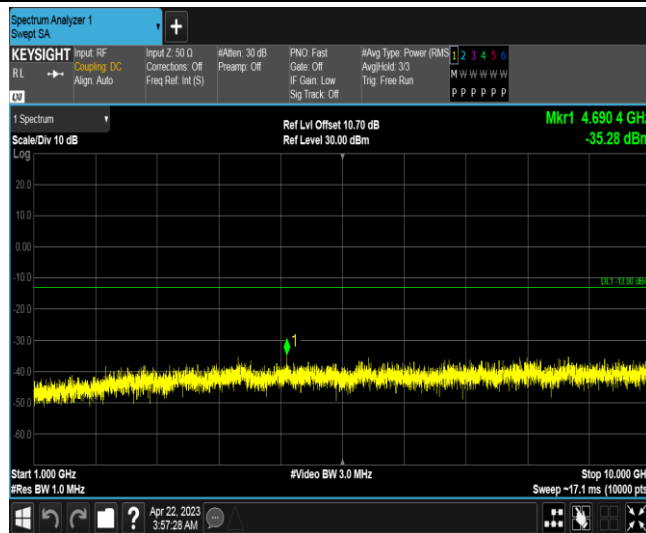 Spectrum Analyzer 1
Swept SA
+
KEYSIGHT
RL
LXI
Input: RF
Coupling: DC
Align: Auto
Input Z: 50 Ω
Corrections: Off
Freq Ref: Int (S)
#Atten: 30 dB
Preamp: Off
PNO: Fast
Gate: Off
IF Gain: Low
Sig Track: Off
#Avg Type: Power (RMS
Avg|Hold: 3/3
Trig: Free Run
1 2 3 4 5 6
M W W W W W
P P P P P P
1 Spectrum
Scale/Div 10 dB
Log
Ref Lvl Offset 10.70 dB
Ref Level 30.00 dBm
Mkr1 4.690 4 GHz
-35.28 dBm
20.0
10.0
0.00
-10.0
DL1 -13.00 dBm
-20.0
-30.0
1
-40.0
-50.0
-60.0
Start 1.000 GHz
#Res BW 1.0 MHz
#Video BW 3.0 MHz
Stop 10.000 GHz
Sweep ~17.1 ms (10000 pts
?
Apr 22, 2023
3:57:28 AM